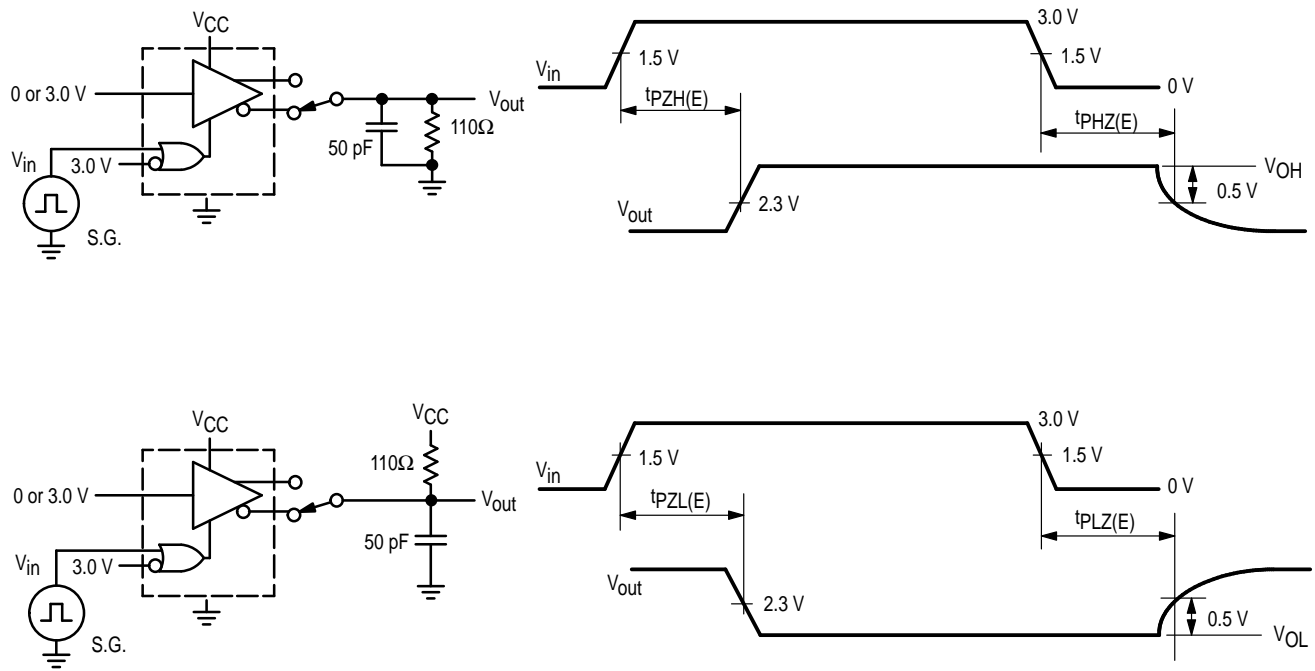 VCC
0 or 3.0 V
Vin
3.0 V
S.G.
50 pF
110Ω
Vout
Vin
1.5 V
3.0 V
1.5 V
0 V
tPZH(E)
tPHZ(E)
VOH
0.5 V
Vout
2.3 V
VCC
VCC
110Ω
0 or 3.0 V
Vin
3.0 V
S.G.
50 pF
Vout
Vin
1.5 V
3.0 V
1.5 V
0 V
tPZL(E)
tPLZ(E)
Vout
2.3 V
0.5 V
VOL